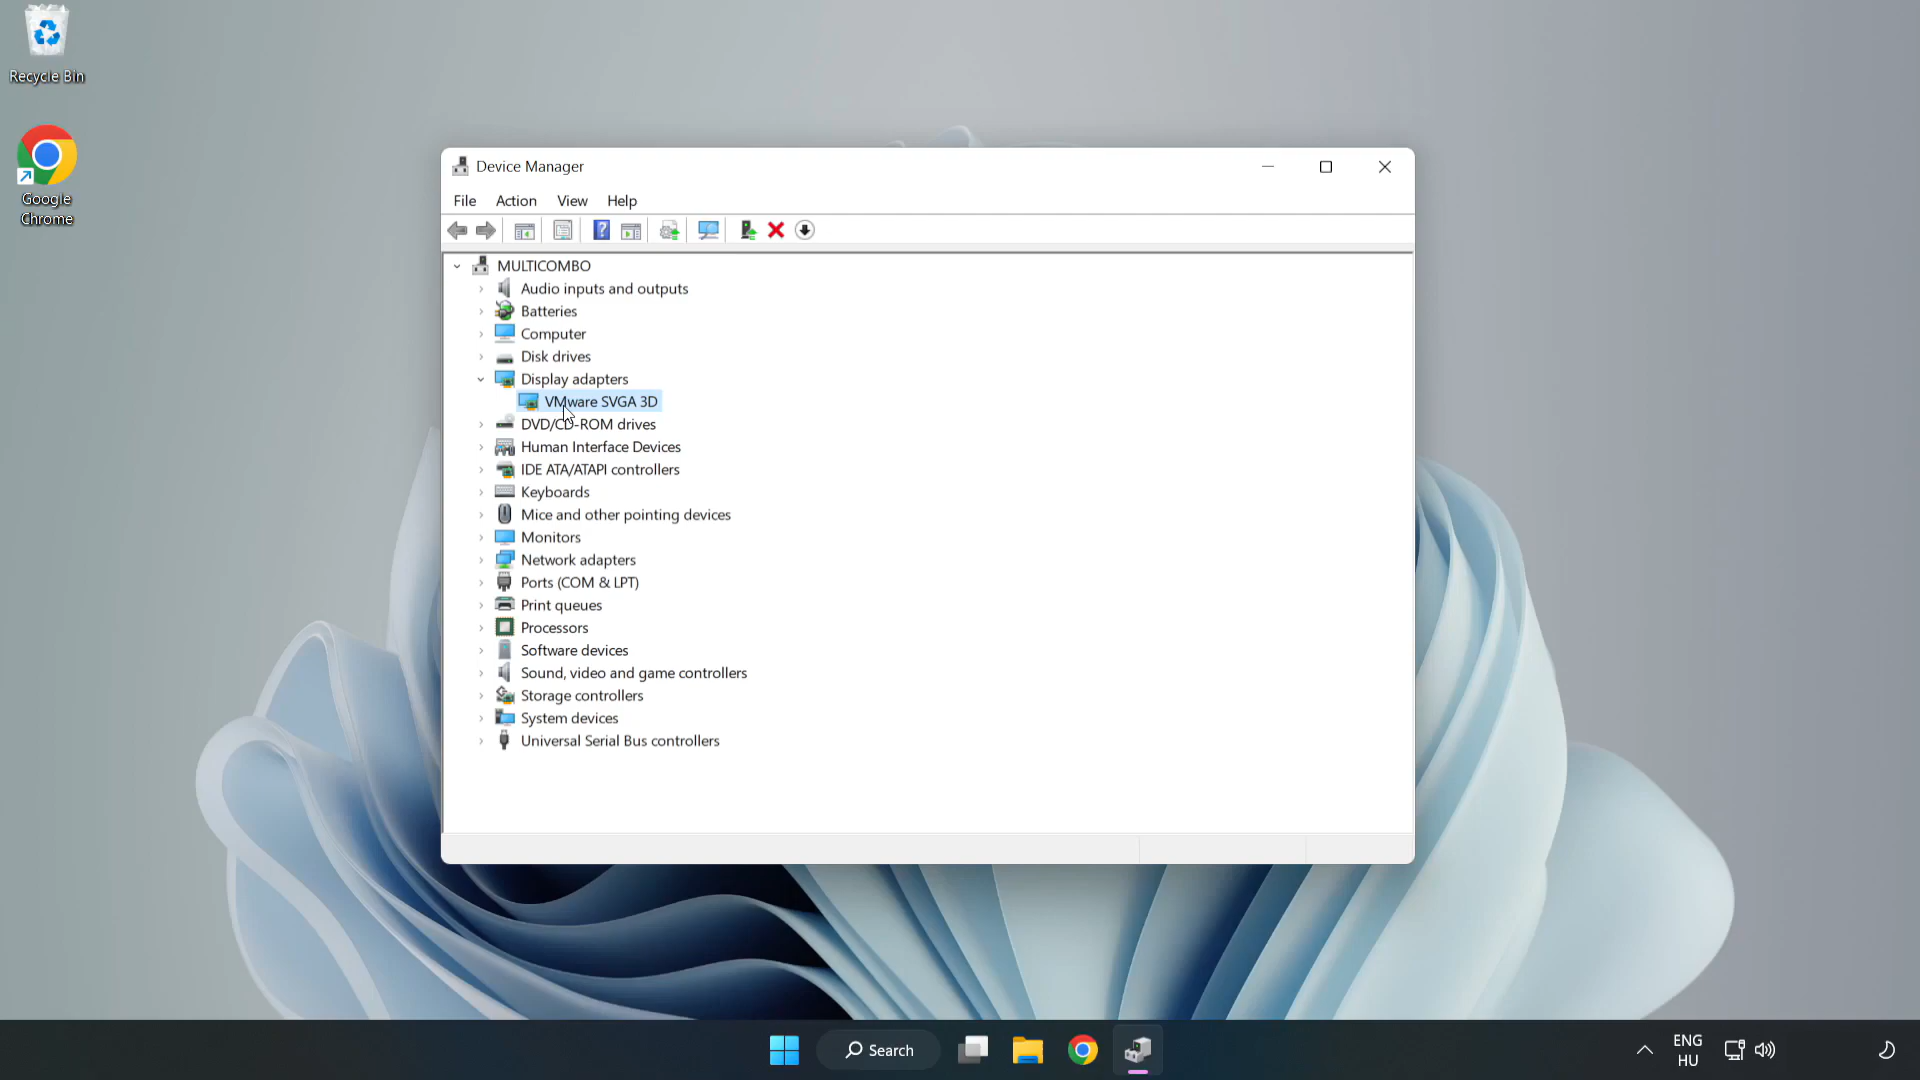 Recycle Bin
Google
Chrome
Device Manager
File Action View Help
MULTICOMBO
Audio inputs and outputs
Batteries
Computer
Disk drives
Display adapters
VMware SVGA 3D
DVD/CD-ROM drives
Human Interface Devices
IDE ATA/ATAPI controllers
Keyboards
Mice and other pointing devices
Monitors
Network adapters
Ports (COM & LPT)
Print queues
Processors
Software devices
Sound, video and game controllers
Storage controllers
System devices
Universal Serial Bus controllers
Search
ENG
HU